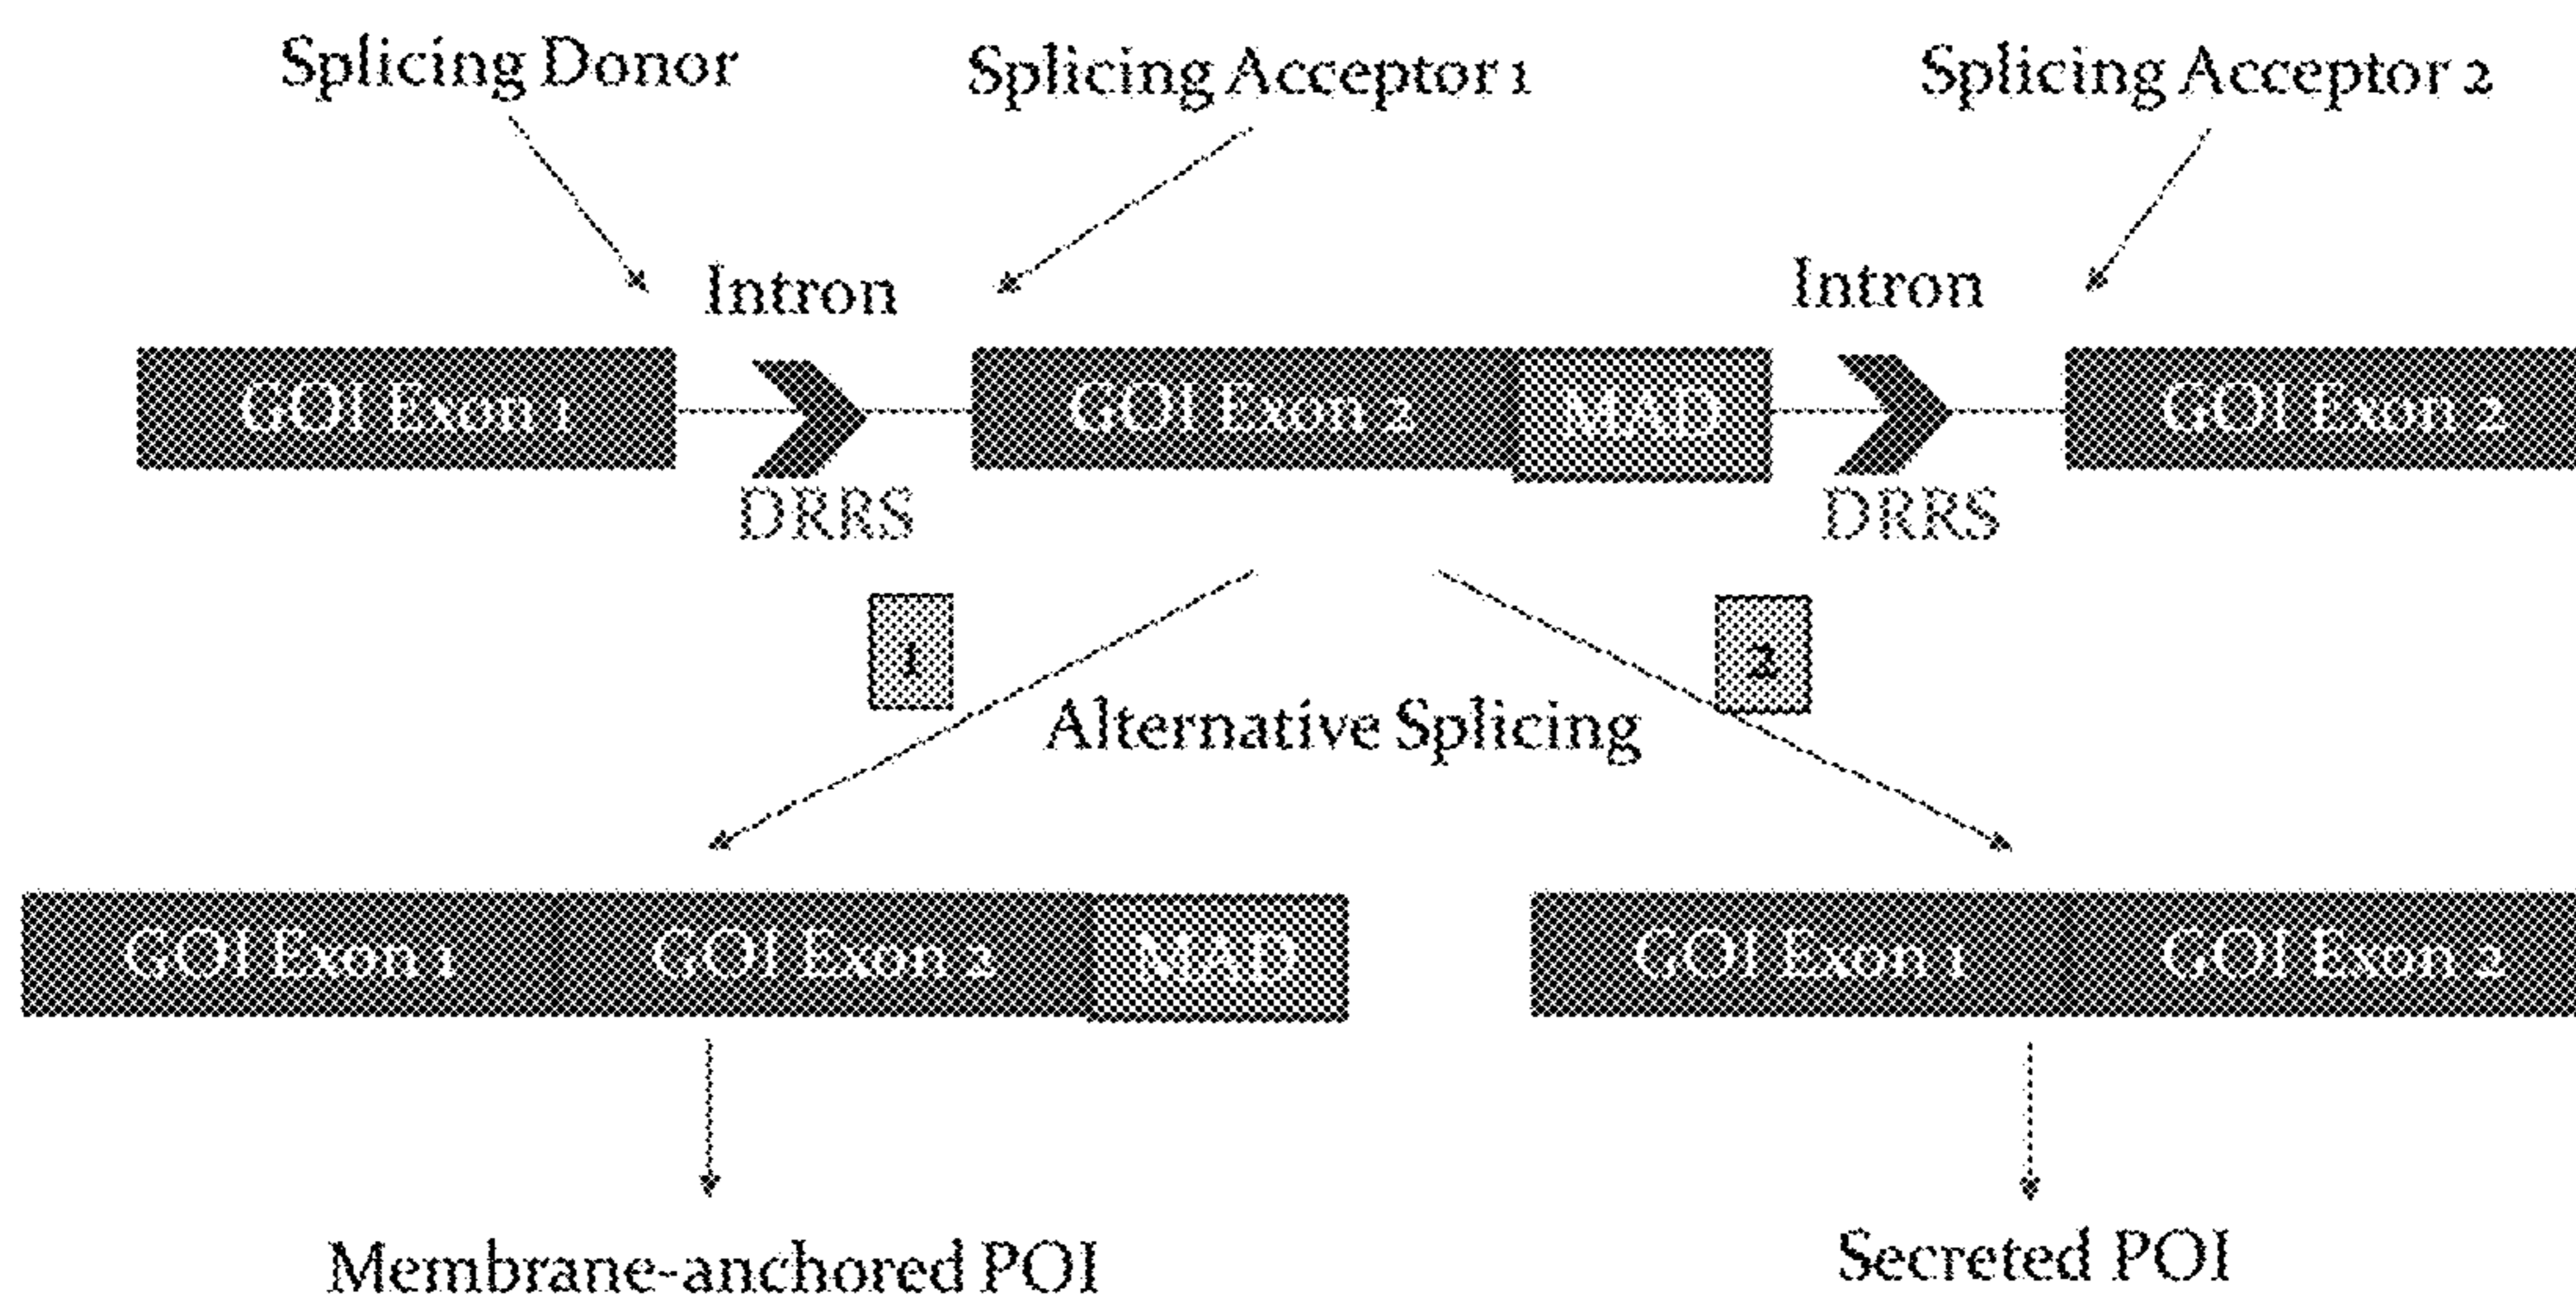 Splicing Donor
Splicing Acceptor 1
Splicing Acceptor 2
Intron
Intron
GOI Exon 1
GOI Exon 2
MAD
GOI Exon 2
DRRS
DRRS
1
2
Alternative Splicing
GOI Exon 1
GOI Exon 2
MAD
GOI Exon 1
GOI Exon 2
Membrane-anchored POI
Secreted POI